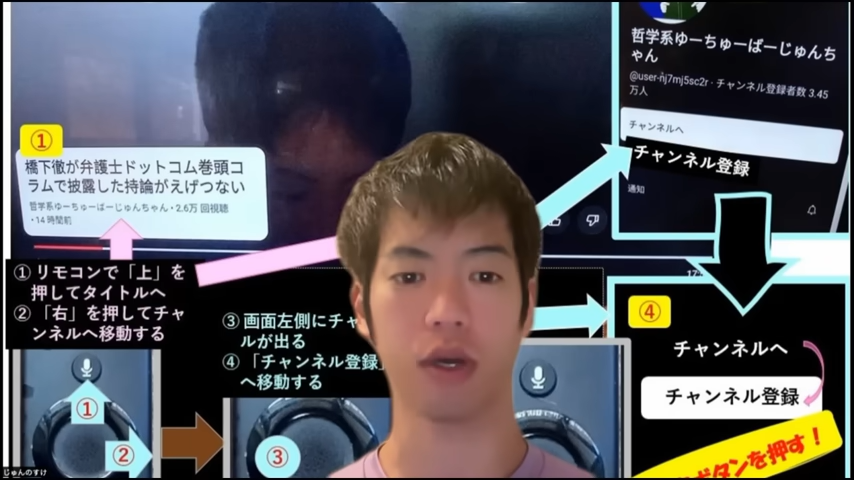 哲学系ゆーちゅーばーじゅんち
ゃん
@user-nj7mj5sc2r・チャンネル登録者数 3.45
万人
チャンネルへ
チャンネル登録
通知
①
橋下徹が弁護士ドットコム巻頭コ
ラムで披露した持論がえげつない
哲学系ゆーちゅーばーじゅんちゃん・2.6万 回視聴
・14 時間前
① リモコンで「上」を
押してタイトルへ
② 「右」を押してチャ
ンネルへ移動する
③ 画面左側にチャ
ルが出る
④ 「チャンネル登録」
へ移動する
17:
④
チャンネルへ
チャンネル登録
ボタンを押す！
①
②
③
じゅんのすけ